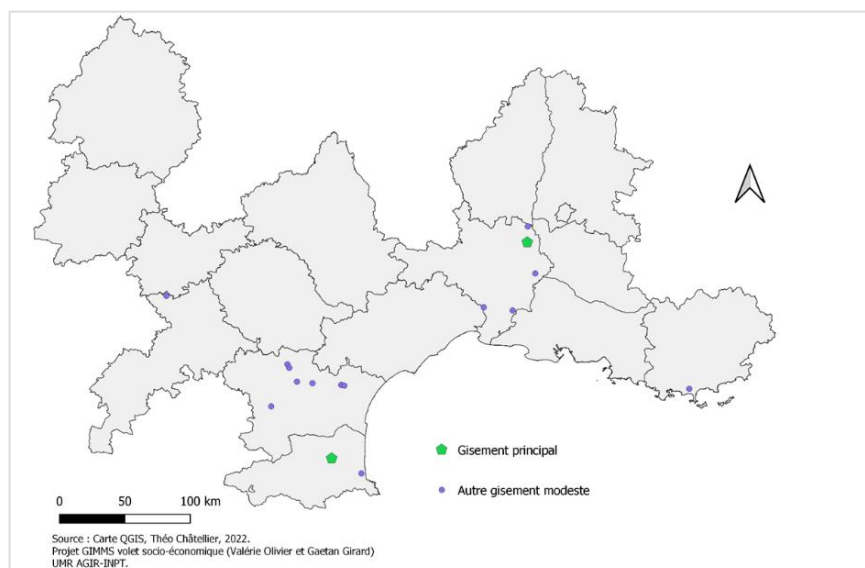 Gisement principal
Autre gisement modeste
0 50 100 km
Source : Carte QGIS, Théo Châtellier, 2022.
Projet GIMMS volet socio-économique (Valérie Olivier et Gaetan Girard)
UMR AGIR-INPT.